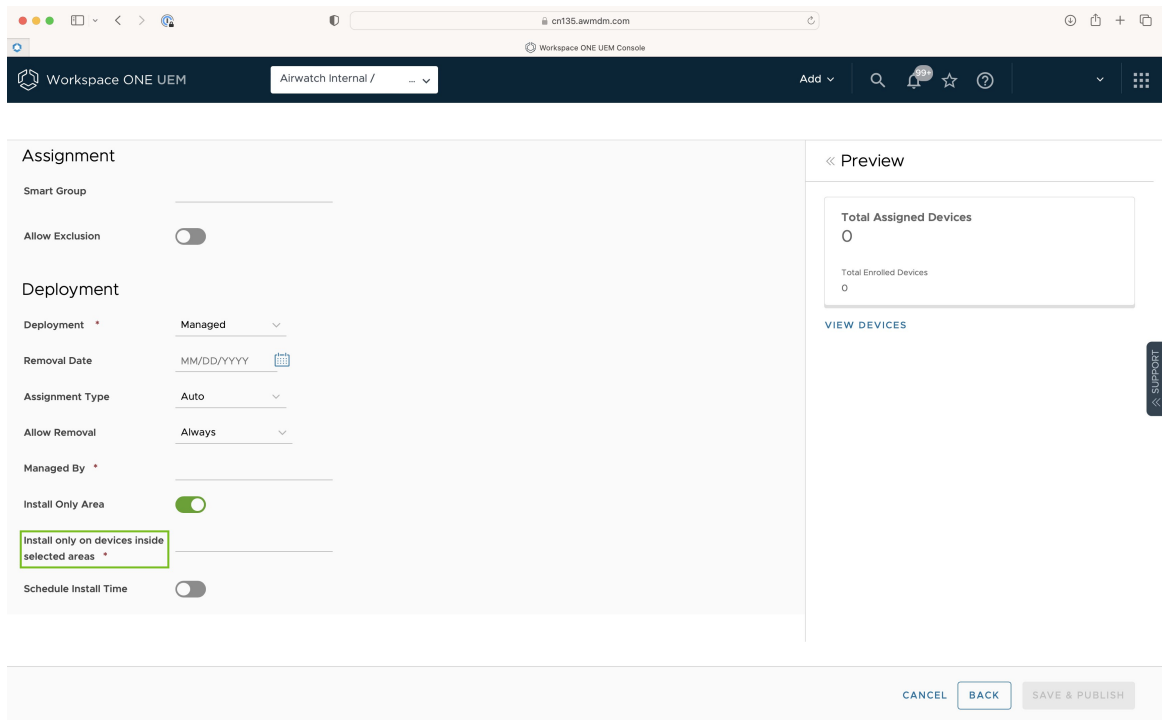 cn135.awmdm.com
Workspace ONE UEM Console
Workspace ONE UEM
Airwatch Internal / ...
Add
99+
Assignment
Smart Group
Allow Exclusion
Deployment
Deployment * Managed
Removal Date MM/DD/YYYY
Assignment Type Auto
Allow Removal Always
Managed By *
Install Only Area
Install only on devices inside
selected areas *
Schedule Install Time
« Preview
Total Assigned Devices
0
Total Enrolled Devices
0
VIEW DEVICES
« SUPPORT
CANCEL BACK SAVE & PUBLISH